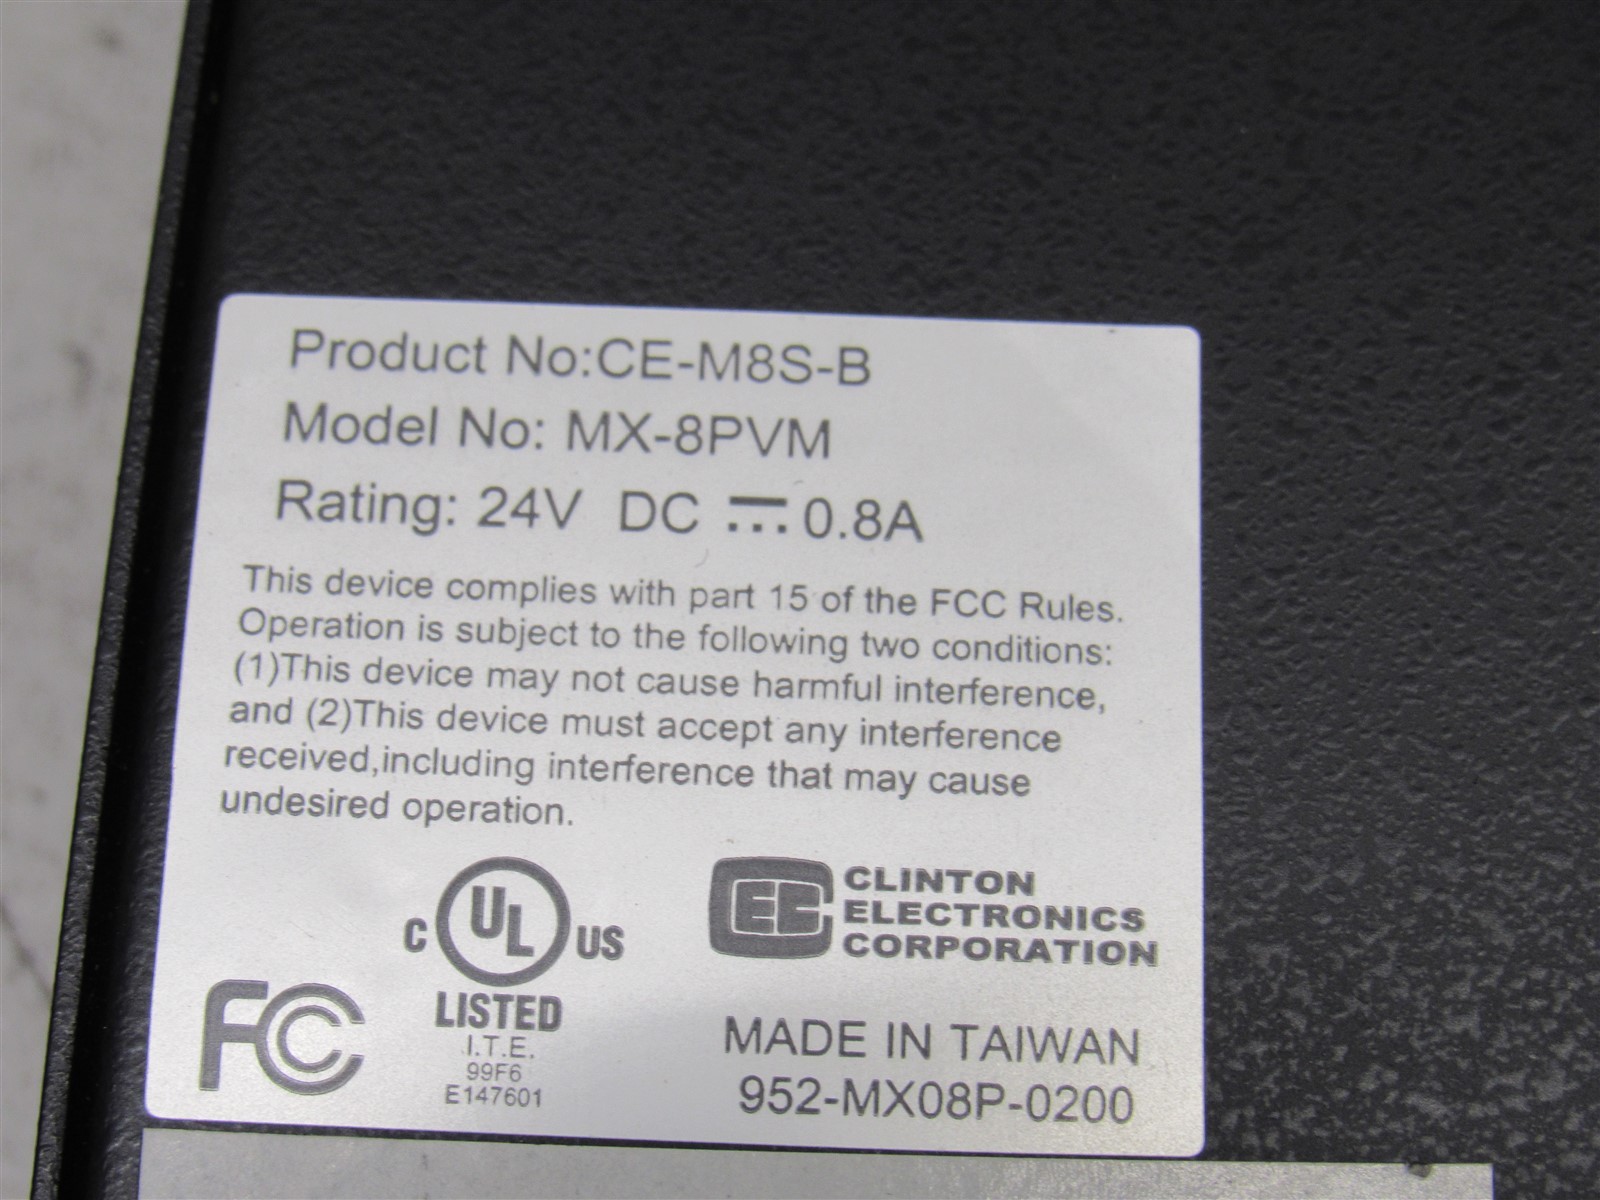 Product No:CE-M8S-B
Model No: MX-8PVM
Rating: 24V DC ⎓ 0.8A
This device complies with part 15 of the FCC Rules.
Operation is subject to the following two conditions:
(1)This device may not cause harmful interference,
and (2)This device must accept any interference
received,including interference that may cause
undesired operation.
C UL US
LISTED
I.T.E.
99F6
E147601
FC
EC
CLINTON
ELECTRONICS
CORPORATION
MADE IN TAIWAN
952-MX08P-0200